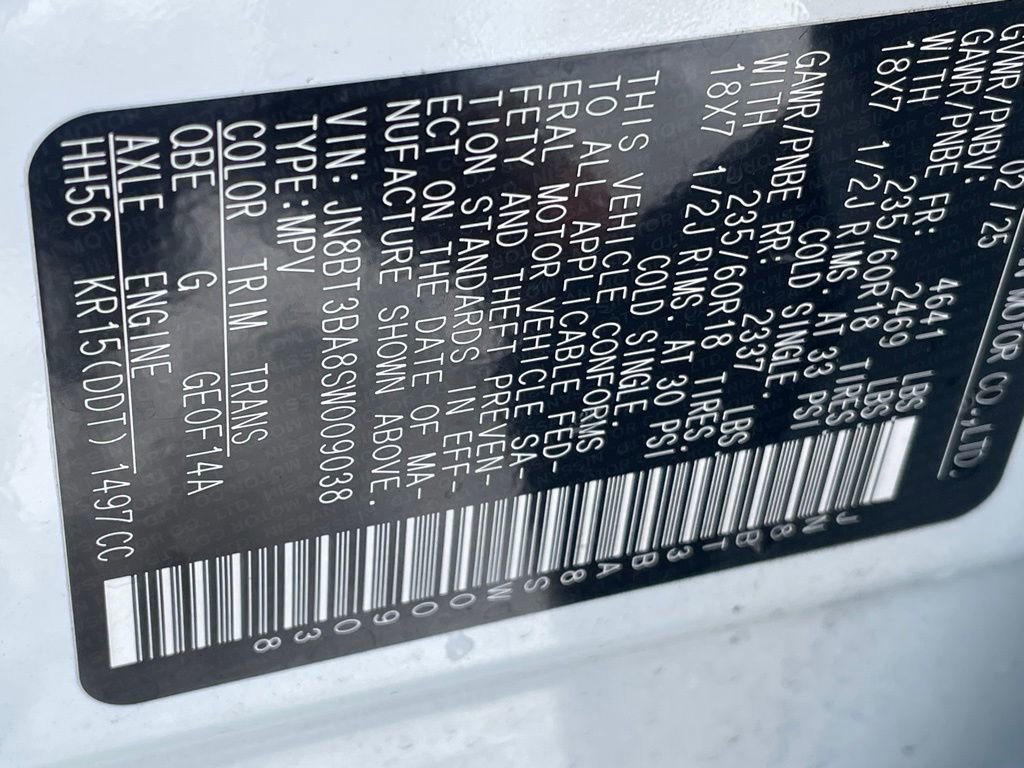 MOTOR CO.,LTD.
02/25
GVWR/PNBV: 4641 LBS
GAWR/PNBE FR: 2469 LBS.
WITH 235/60R18 TIRES,
18X7 1/2J RIMS, AT 33 PSI
COLD SINGLE.
GAWR/PNBE RR: 2337. LBS.
WITH 235/60R18 TIRES,
18X7 1/2J RIMS, AT 30 PSI
COLD SINGLE.
THIS VEHICLE CONFORMS
TO ALL APPLICABLE FED-
ERAL MOTOR VEHICLE SA-
FETY AND THEFT PREVEN-
TION STANDARDS IN EFF-
ECT ON THE DATE OF MA-
NUFACTURE SHOWN ABOVE.
VIN: JN8BT3BA8SW009038
TYPE:MPV
COLOR TRIM TRANS
QBE G GE0F14A
AXLE ENGINE
HH56 KR15(DDT) 1497CC
JN8BT3BA8SW009038